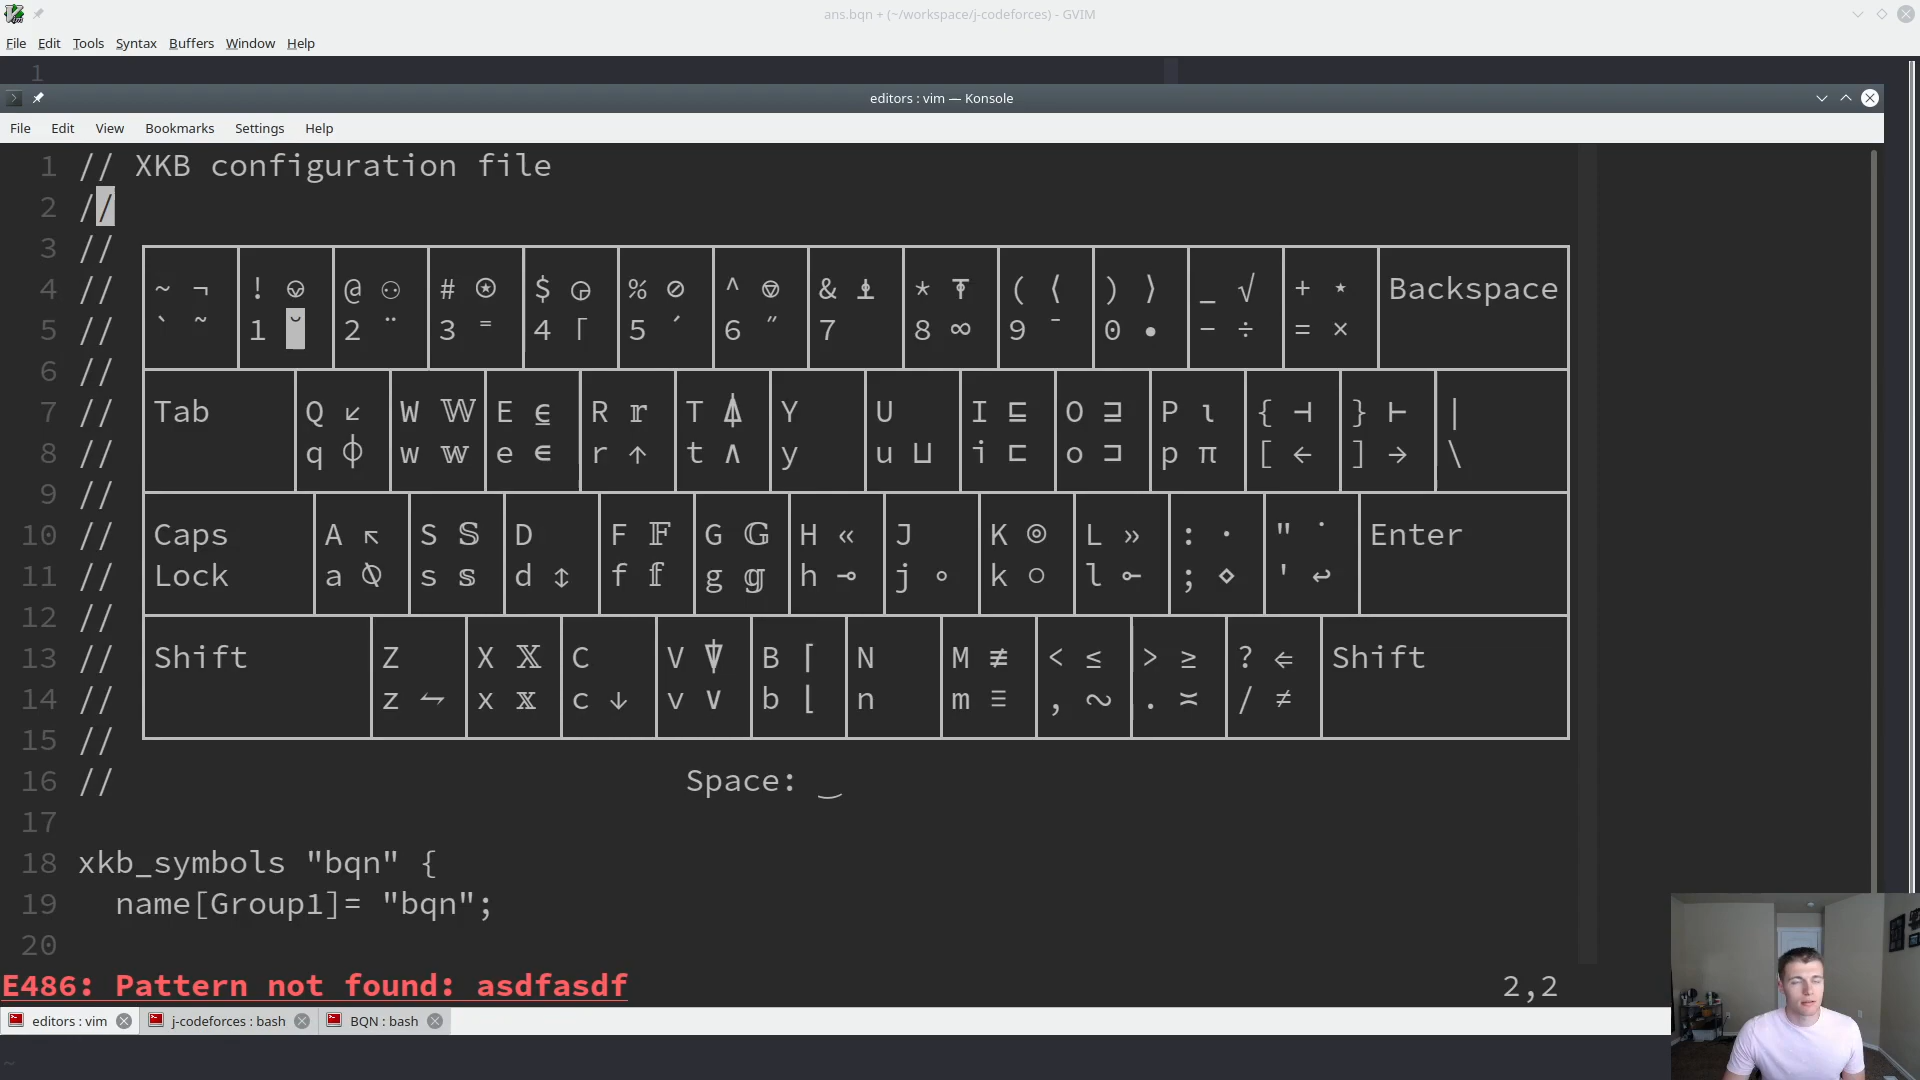 ans.bqn + (~/workspace/j-codeforces) - GVIM
File Edit Tools Syntax Buffers Window Help
1
editors : vim — Konsole
File Edit View Bookmarks Settings Help
1 // XKB configuration file
2 //
3 //
4 // ~ ¬ ! ⎉ @ ⚇ # ⍟ $ ◶ % ⊘ ^ ⎊ & ⍎ * ⍕ ( ⟨ ) ⟩ _ √ + ⋆ Backspace
5 // ` ˜ 1 ˘ 2 ¨ 3 ⁼ 4 ⌜ 5 ´ 6 ˝ 7 8 ∞ 9 ¯ 0 • - ÷ = ×
6 //
7 // Tab Q ↙ W 𝕎 E ⍷ R 𝕣 T ⍋ Y U I ⊑ O ⊒ P ⍳ { ⊣ } ⊢ |
8 // q ⌽ w 𝕨 e ∊ r ↑ t ∧ y u ⊔ i ⊏ o ⊐ p π [ ← ] → \
9 //
10 // Caps A ↖ S 𝕊 D F 𝔽 G 𝔾 H « J K ⌾ L » : · " ˙ Enter
11 // Lock a ⍉ s 𝕤 d ↕ f 𝕗 g 𝕘 h ⊸ j ∘ k ○ l ⟜ ; ⋄ ' ↩
12 //
13 // Shift Z X 𝕏 C V ⍒ B ⌈ N M ≢ < ≤ > ≥ ? ⇐ Shift
14 // z ⥊ x 𝕩 c ↓ v ∨ b ⌊ n m ≡ , ∾ . ≍ / ≠
15 //
16 // Space: ‿
17
18 xkb_symbols "bqn" {
19 name[Group1]= "bqn";
20
E486: Pattern not found: asdfasdf 2,2
editors : vim j-codeforces : bash BQN : bash
~